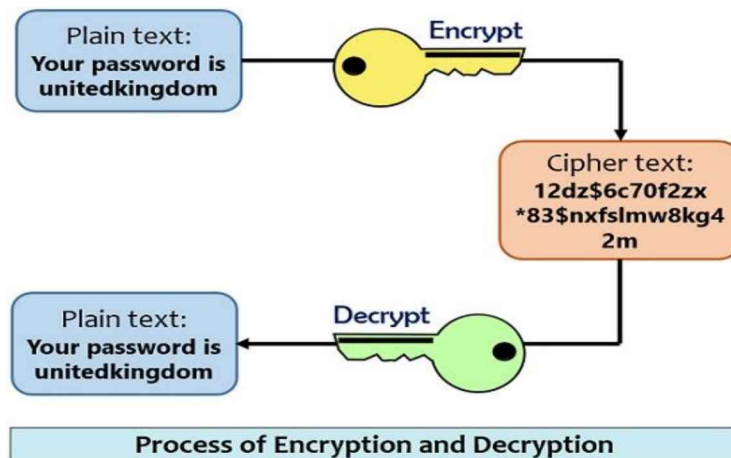 Plain text:
Your password is
unitedkingdom
Encrypt
Cipher text:
12dz$6c70f2zx
*83$nxfslmw8kg4
2m
Decrypt
Plain text:
Your password is
unitedkingdom
Process of Encryption and Decryption